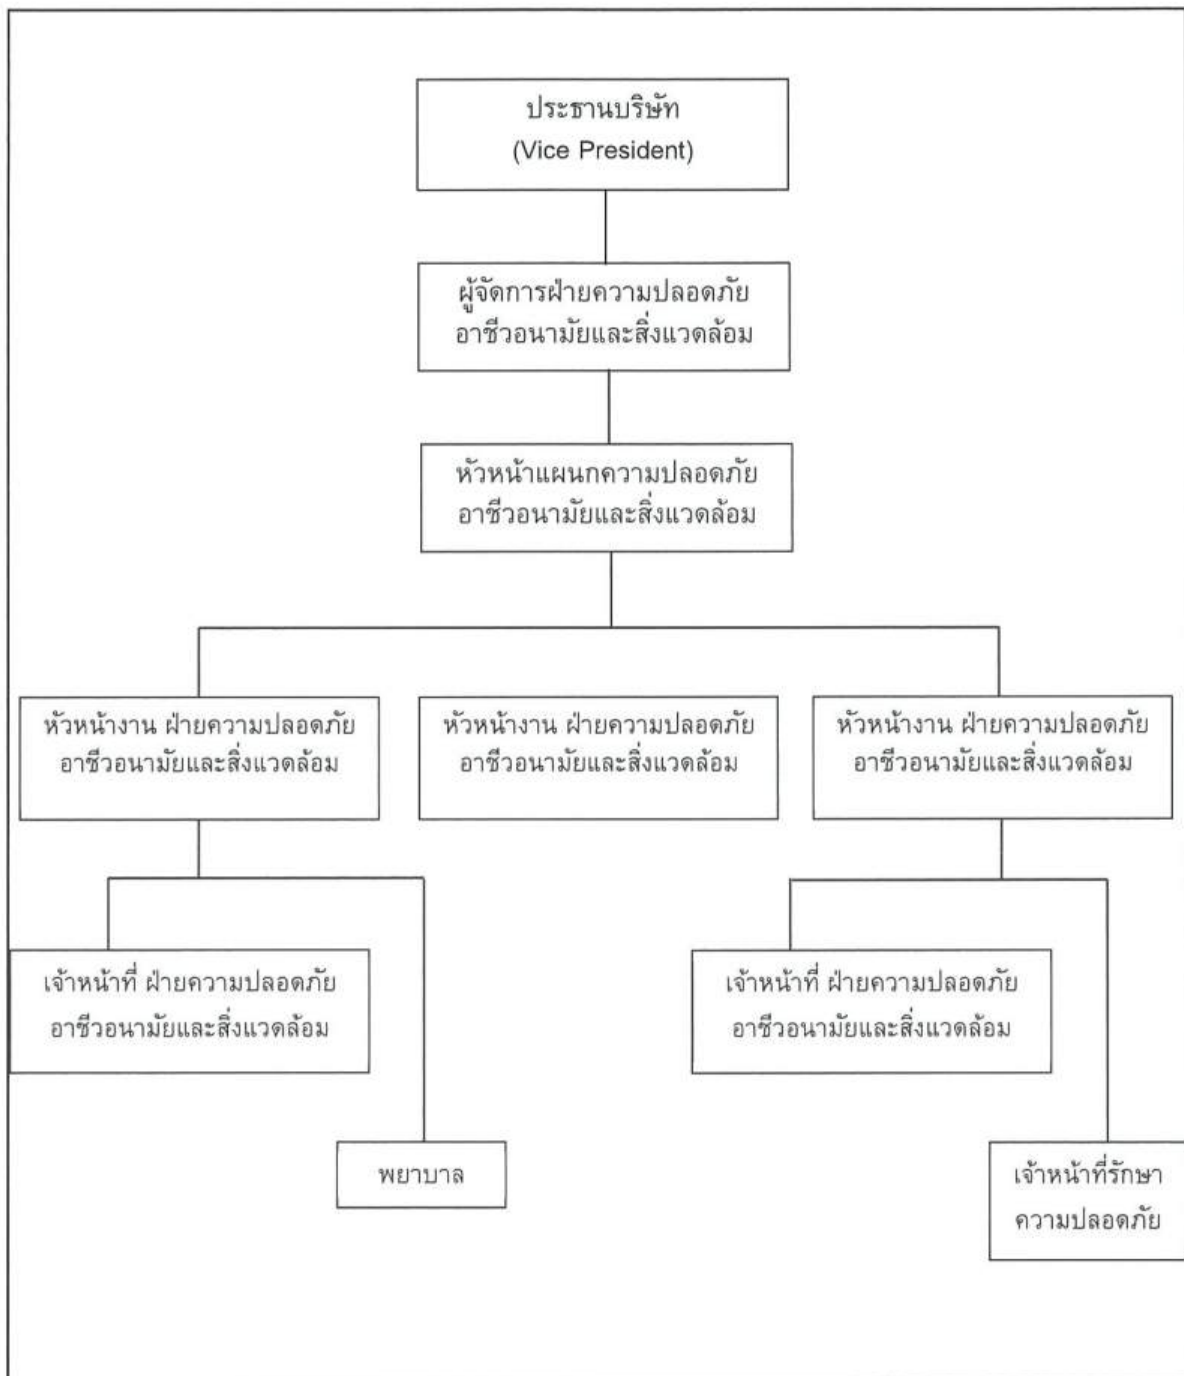 ประธานบริษัท
(Vice President)
ผู้จัดการฝ่ายความปลอดภัย
อาชีวอนามัยและสิ่งแวดล้อม
หัวหน้าแผนกความปลอดภัย
อาชีวอนามัยและสิ่งแวดล้อม
หัวหน้างาน ฝ่ายความปลอดภัย
อาชีวอนามัยและสิ่งแวดล้อม
หัวหน้างาน ฝ่ายความปลอดภัย
อาชีวอนามัยและสิ่งแวดล้อม
หัวหน้างาน ฝ่ายความปลอดภัย
อาชีวอนามัยและสิ่งแวดล้อม
เจ้าหน้าที่ ฝ่ายความปลอดภัย
อาชีวอนามัยและสิ่งแวดล้อม
เจ้าหน้าที่ ฝ่ายความปลอดภัย
อาชีวอนามัยและสิ่งแวดล้อม
พยาบาล
เจ้าหน้าที่รักษา
ความปลอดภัย